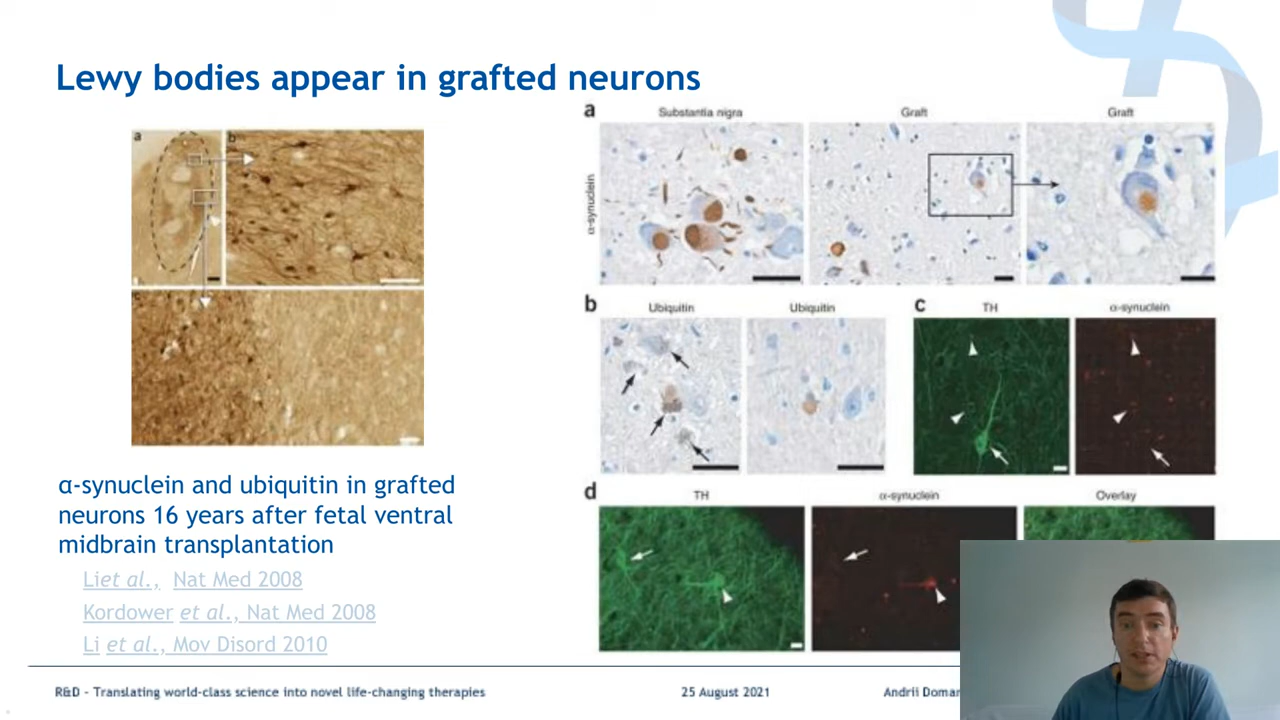 Lewy bodies appear in grafted neurons
a
b
c
α-synuclein and ubiquitin in grafted
neurons 16 years after fetal ventral
midbrain transplantation
Liet al., Nat Med 2008
Kordower et al., Nat Med 2008
Li et al., Mov Disord 2010
a
Substantia nigra
Graft
Graft
α-synuclein
b
Ubiquitin
Ubiquitin
c
TH
α-synuclein
d
TH
α-synuclein
Overlay
R&D - Translating world-class science into novel life-changing therapies
25 August 2021
Andrii